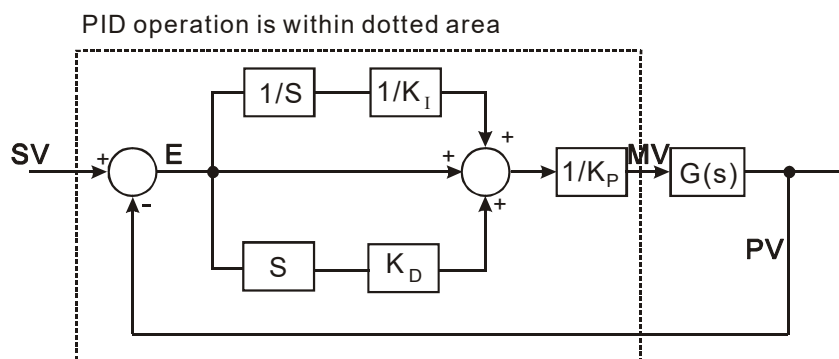 PID operation is within dotted area
1/S
1/K I
+
SV
+
E
+
1/K P
MV
G(s)
-
+
S
K D
PV